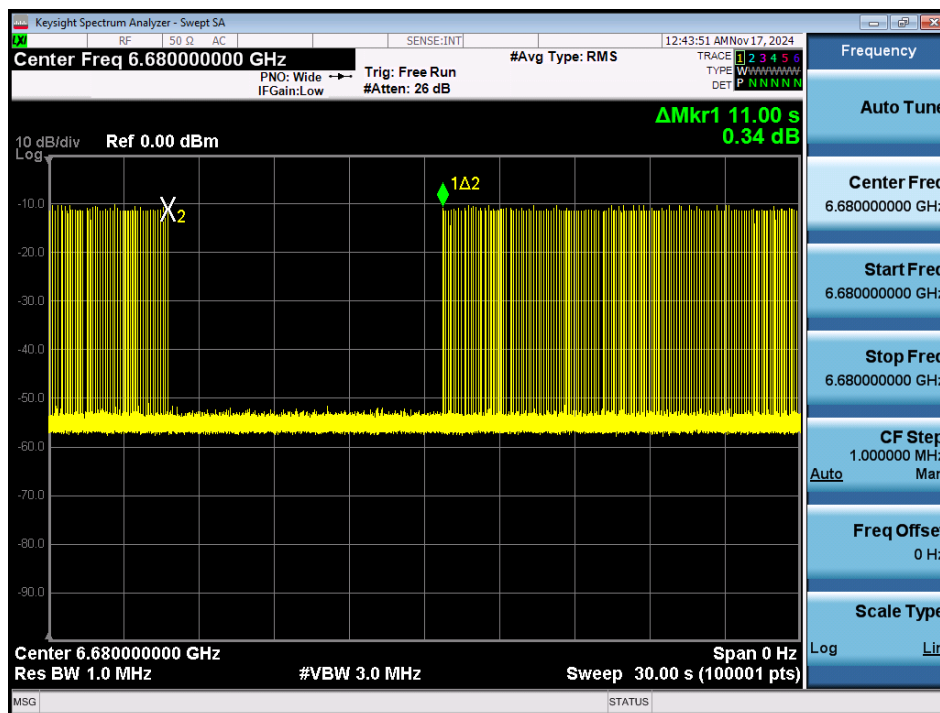 Keysight Spectrum Analyzer - Swept SA
LXI RF 50 Ω AC SENSE:INT 12:43:51 AM Nov 17, 2024
Center Freq 6.680000000 GHz
PNO: Wide
IFGain:Low
Trig: Free Run
#Atten: 26 dB
#Avg Type: RMS
TRACE 1 2 3 4 5 6
TYPE WWWWWW
DET P N N N N N
ΔMkr1 11.00 s
0.34 dB
10 dB/div Ref 0.00 dBm
Log
1Δ2
2
-10.0
-20.0
-30.0
-40.0
-50.0
-60.0
-70.0
-80.0
-90.0
Center 6.680000000 GHz Span 0 Hz
Res BW 1.0 MHz #VBW 3.0 MHz Sweep 30.00 s (100001 pts)
MSG STATUS
Frequency
Auto Tune
Center Freq
6.680000000 GHz
Start Freq
6.680000000 GHz
Stop Freq
6.680000000 GHz
CF Step
1.000000 MHz
Auto Man
Freq Offset
0 Hz
Scale Type
Log Lin